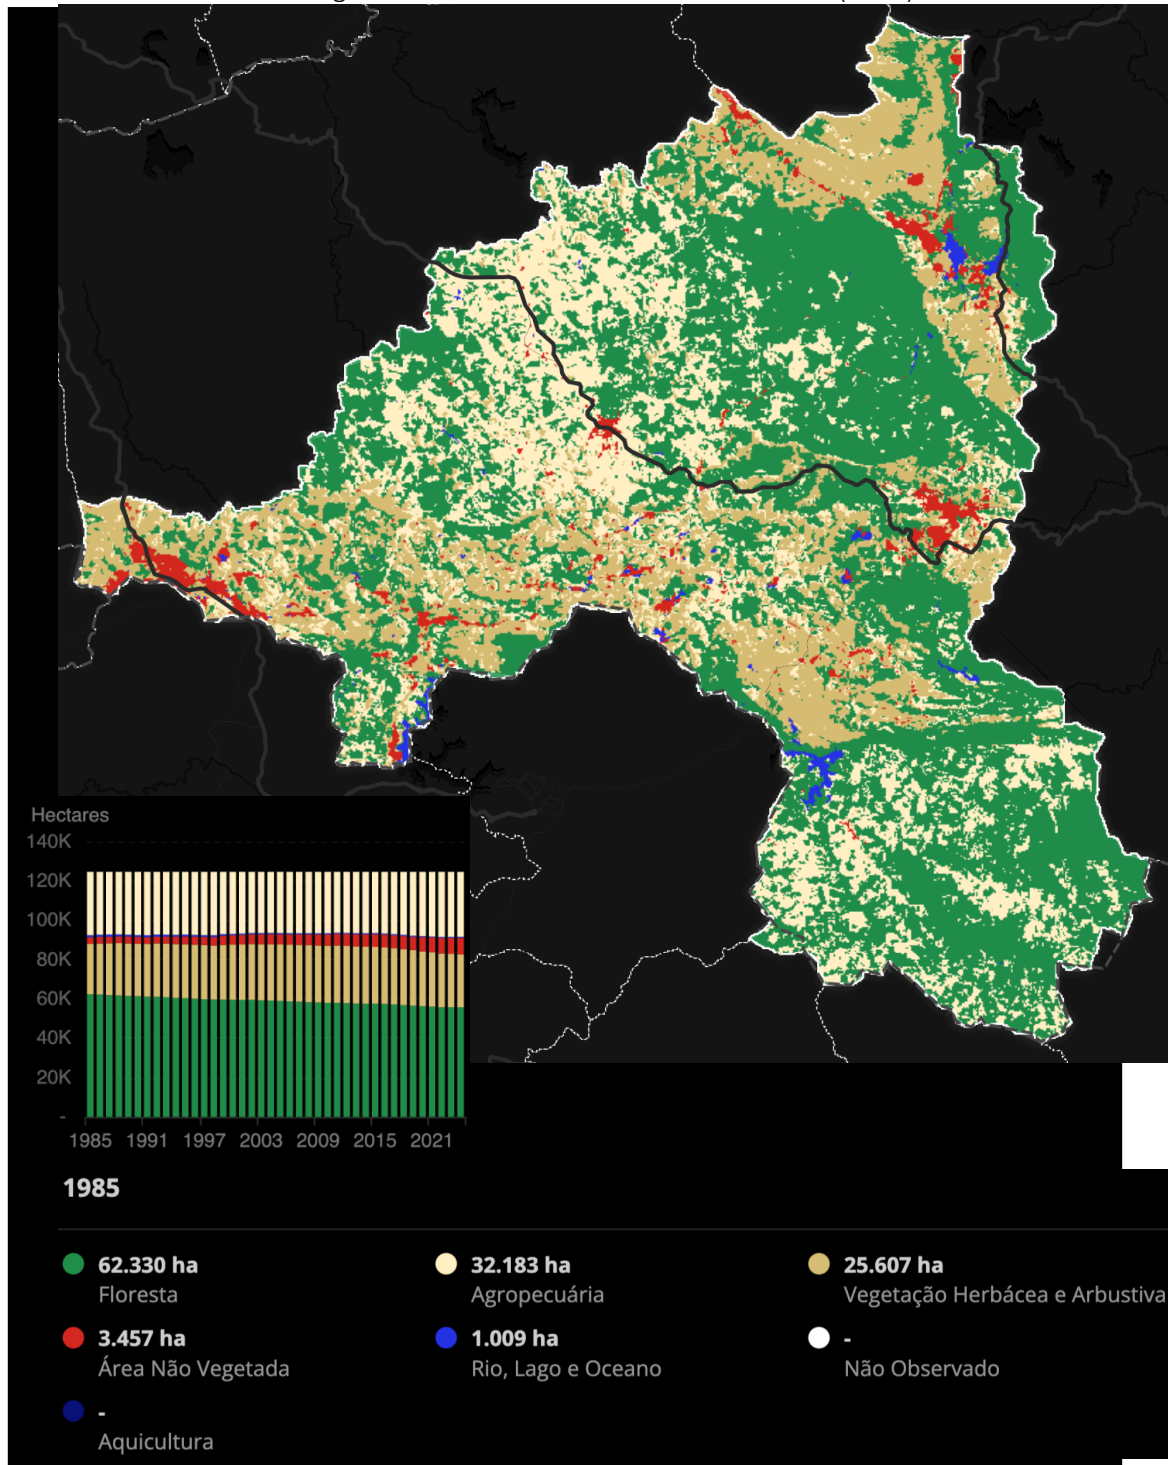 Hectares
140K
120K
100K
80K
60K
40K
20K
-
1985 1991 1997 2003 2009 2015 2021
1985
62.330 ha
Floresta
32.183 ha
Agropecuária
25.607 ha
Vegetação Herbácea e Arbustiva
3.457 ha
Área Não Vegetada
1.009 ha
Rio, Lago e Oceano
-
Não Observado
-
Aquicultura